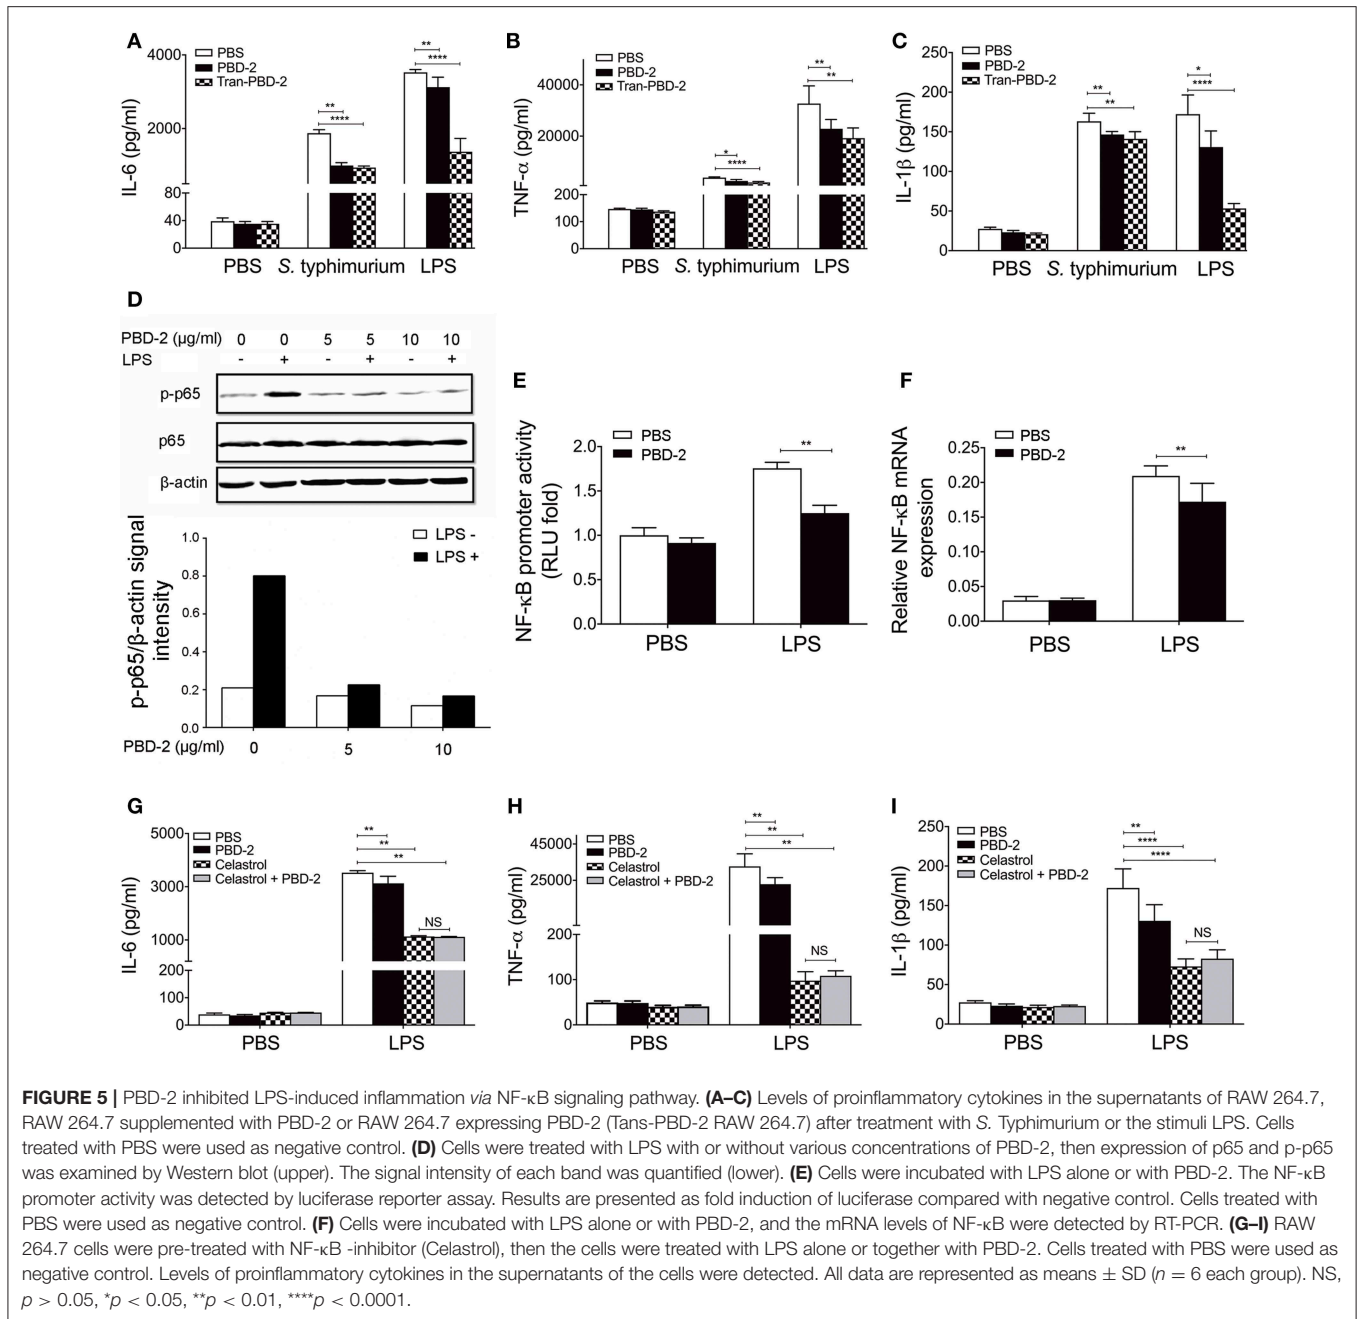 A
PBS
PBD-2
Tran-PBD-2
IL-6 (pg/ml)
4000
2000
80
40
0
**
****
**
****
PBS S. typhimurium LPS
B
PBS
PBD-2
Tran-PBD-2
TNF-α (pg/ml)
40000
20000
200
100
0
*
****
**
**
PBS S. typhimurium LPS
C
PBS
PBD-2
Tran-PBD-2
IL-1β (pg/ml)
250
200
150
100
50
0
**
**
*
****
PBS S. typhimurium LPS
D
PBD-2 (μg/ml) 0 0 5 5 10 10
LPS - + - + - +
p-p65
p65
β-actin
p-p65/β-actin signal
intensity
1.0
0.8
0.6
0.4
0.2
0.0
LPS -
LPS +
PBD-2 (μg/ml) 0 5 10
E
PBS
PBD-2
NF-κB promoter activity
(RLU fold)
2.0
1.5
1.0
0.5
0.0
**
PBS LPS
F
PBS
PBD-2
Relative NF-κB mRNA
expression
0.25
0.20
0.15
0.10
0.05
0.00
**
PBS LPS
G
PBS
PBD-2
Celastrol
Celastrol + PBD-2
IL-6 (pg/ml)
5000
3000
1000
200
100
0
**
**
**
NS
PBS LPS
H
PBS
PBD-2
Celastrol
Celastrol + PBD-2
TNF-α (pg/ml)
45000
25000
200
100
0
**
**
**
NS
PBS LPS
I
PBS
PBD-2
Celastrol
Celastrol + PBD-2
IL-1β (pg/ml)
250
200
150
100
50
0
**
****
****
NS
PBS LPS
FIGURE 5 | PBD-2 inhibited LPS-induced inflammation via NF-κB signaling pathway. (A–C) Levels of proinflammatory cytokines in the supernatants of RAW 264.7,
RAW 264.7 supplemented with PBD-2 or RAW 264.7 expressing PBD-2 (Tans-PBD-2 RAW 264.7) after treatment with S. Typhimurium or the stimuli LPS. Cells
treated with PBS were used as negative control. (D) Cells were treated with LPS with or without various concentrations of PBD-2, then expression of p65 and p-p65
was examined by Western blot (upper). The signal intensity of each band was quantified (lower). (E) Cells were incubated with LPS alone or with PBD-2. The NF-κB
promoter activity was detected by luciferase reporter assay. Results are presented as fold induction of luciferase compared with negative control. Cells treated with
PBS were used as negative control. (F) Cells were incubated with LPS alone or with PBD-2, and the mRNA levels of NF-κB were detected by RT-PCR. (G–I) RAW
264.7 cells were pre-treated with NF-κB -inhibitor (Celastrol), then the cells were treated with LPS alone or together with PBD-2. Cells treated with PBS were used as
negative control. Levels of proinflammatory cytokines in the supernatants of the cells were detected. All data are represented as means ± SD (n = 6 each group). NS,
p > 0.05, *p < 0.05, **p < 0.01, ****p < 0.0001.